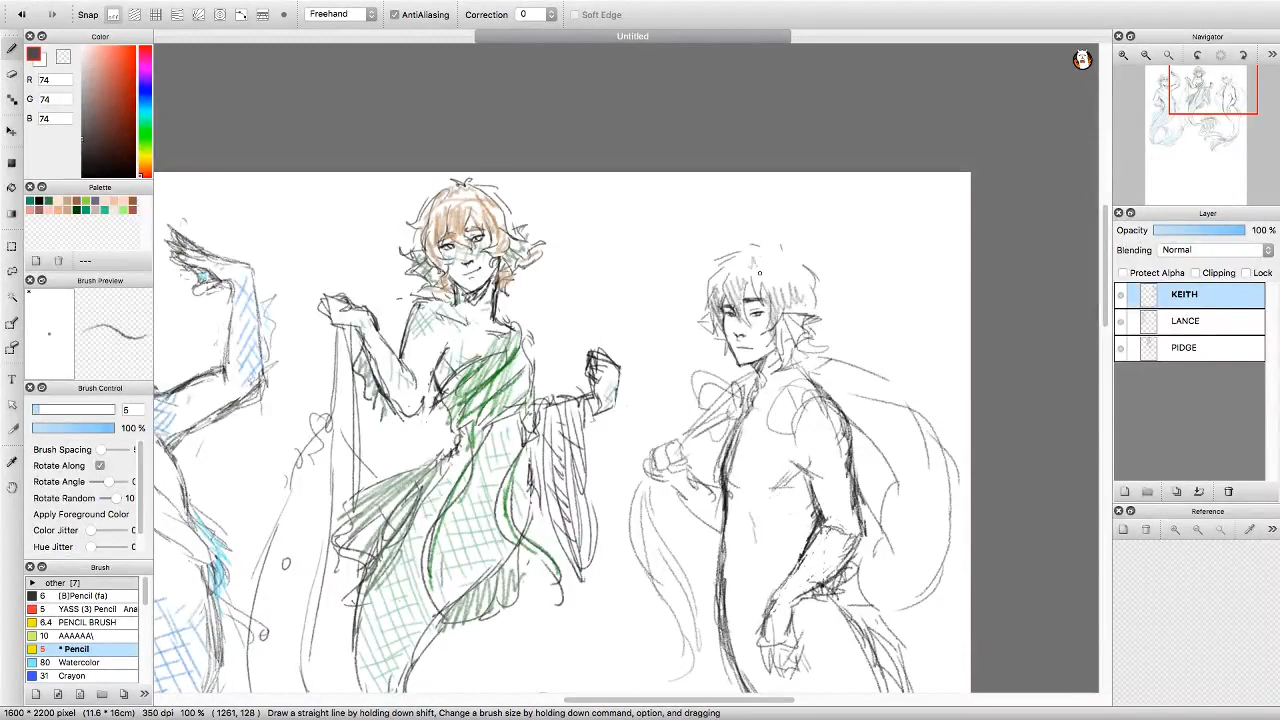 Snap
Freehand
AntiAliasing
Correction
0
Soft Edge
Untitled
Color
R
74
G
74
B
74
Palette
---
Brush Preview
Brush Control
5
100 %
Brush Spacing
Rotate Along
Rotate Angle
Rotate Random
10
Apply Foreground Color
Color Jitter
Hue Jitter
Brush
other [7]
6 [B]Pencil (fa)
5 YASS (3) Pencil Ana
6.4 PENCIL BRUSH
10 AAAAAA\
5 * Pencil
80 Watercolor
31 Crayon
Navigator
Layer
Opacity
100 %
Blending
Normal
Protect Alpha
Clipping
Lock
KEITH
LANCE
PIDGE
Reference
1600 * 2200 pixel (11.6 * 16cm) 350 dpi 100 % ( 1261, 128 ) Draw a straight line by holding down shift, Change a brush size by holding down command, option, and dragging